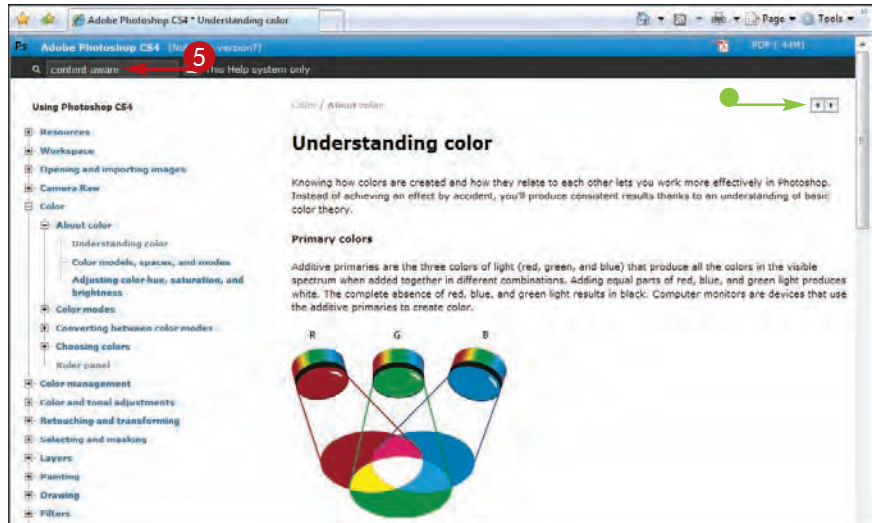 Adobe Photoshop CS4 * Understanding color
Page
Tools
Ps Adobe Photoshop CS4 version?)
PDF ( 44M)
5
content aware
This Help system only
Using Photoshop CS4
Resources
Workspace
Opening and importing images
Camera Raw
Color
About color
Understanding color
Color models, spaces, and modes
Adjusting color hue, saturation, and
brightness
Color modes
Converting between color modes
Choosing colors
Ruler panel
Color management
Color and tonal adjustments
Retouching and transforming
Selecting and masking
Layers
Painting
Drawing
Filters
Color / About color
Understanding color
Knowing how colors are created and how they relate to each other lets you work more effectively in Photoshop.
Instead of achieving an effect by accident, you'll produce consistent results thanks to an understanding of basic
color theory.
Primary colors
Additive primaries are the three colors of light (red, green, and blue) that produce all the colors in the visible
spectrum when added together in different combinations. Adding equal parts of red, blue, and green light produces
white. The complete absence of red, blue, and green light results in black. Computer monitors are devices that use
the additive primaries to create color.
R G B